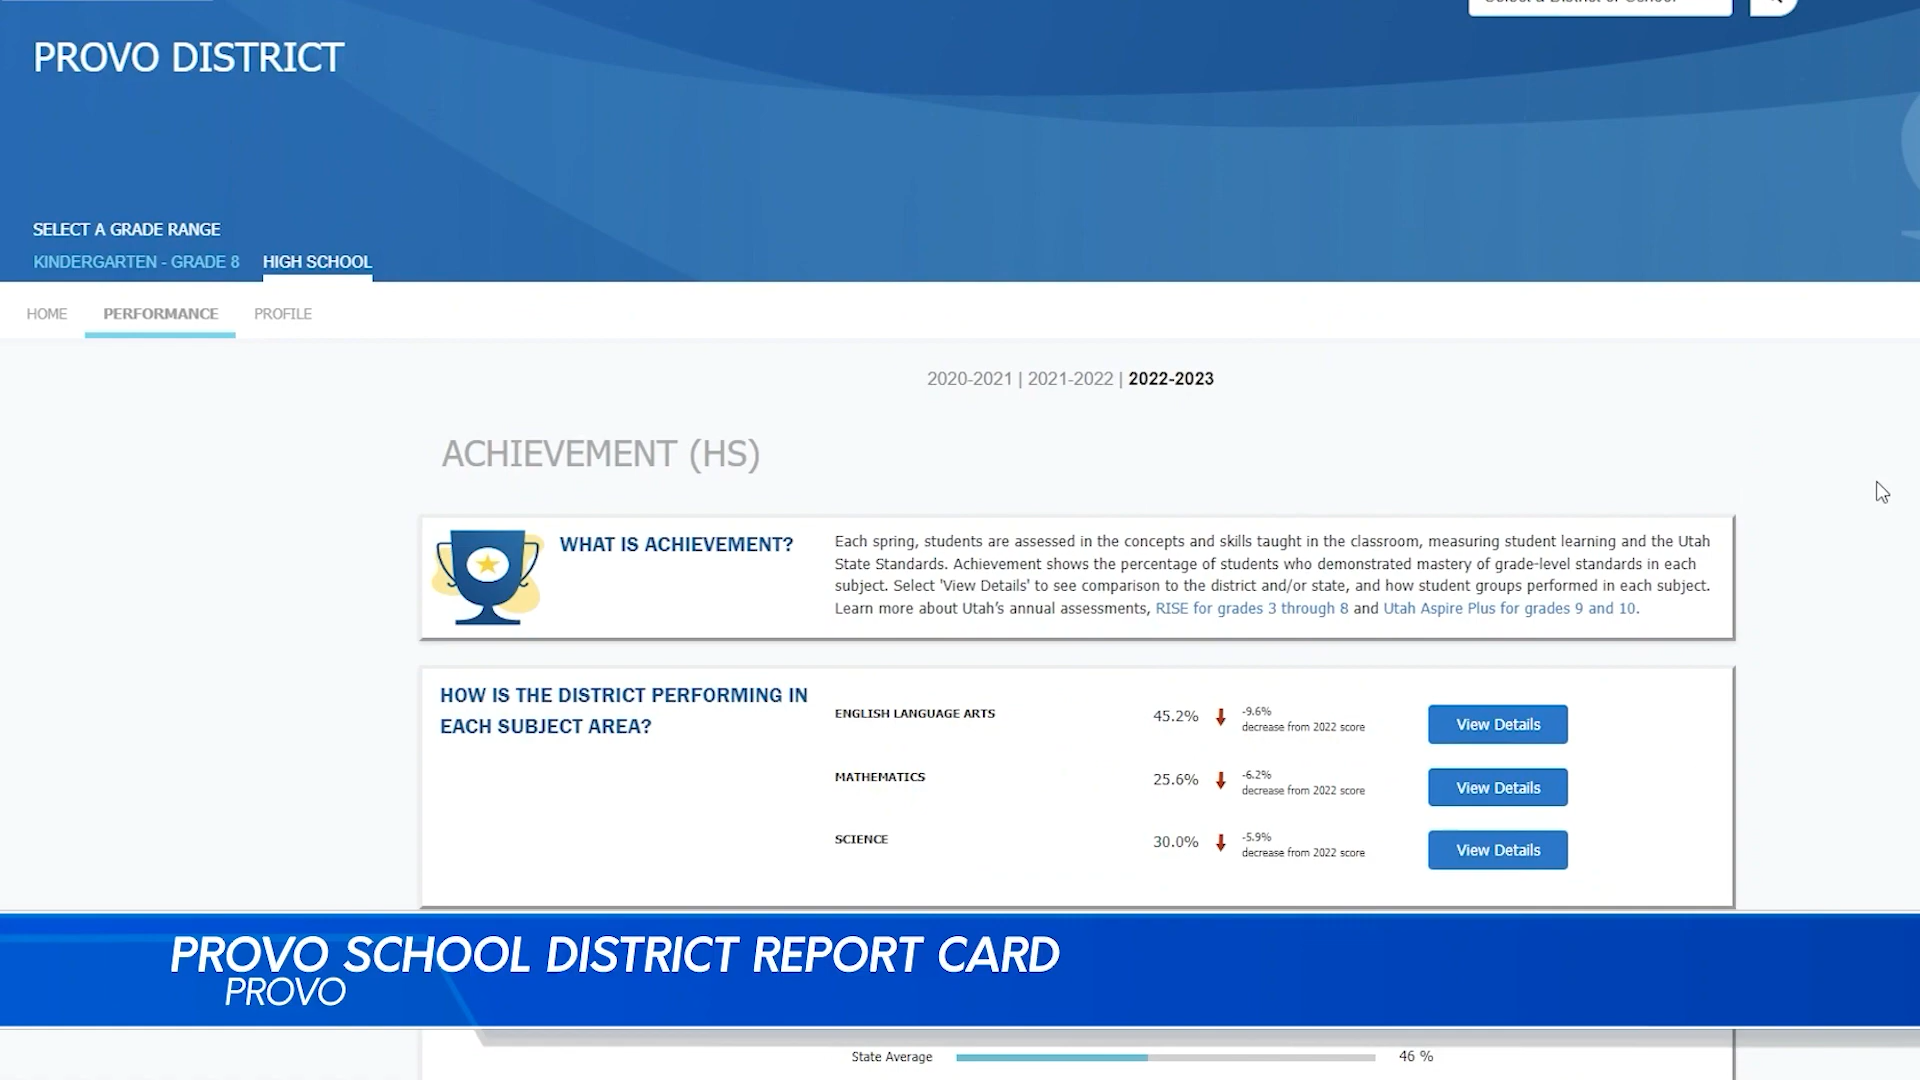 PROVO DISTRICT
SELECT A GRADE RANGE
KINDERGARTEN - GRADE 8 HIGH SCHOOL
HOME PERFORMANCE PROFILE
2020-2021 | 2021-2022 | 2022-2023
ACHIEVEMENT (HS)
WHAT IS ACHIEVEMENT?
Each spring, students are assessed in the concepts and skills taught in the classroom, measuring student learning and the Utah
State Standards. Achievement shows the percentage of students who demonstrated mastery of grade-level standards in each
subject. Select 'View Details' to see comparison to the district and/or state, and how student groups performed in each subject.
Learn more about Utah’s annual assessments, RISE for grades 3 through 8 and Utah Aspire Plus for grades 9 and 10.
HOW IS THE DISTRICT PERFORMING IN
EACH SUBJECT AREA?
ENGLISH LANGUAGE ARTS 45.2% -9.6%
decrease from 2022 score
View Details
MATHEMATICS 25.6% -6.2%
decrease from 2022 score
View Details
SCIENCE 30.0% -5.9%
decrease from 2022 score
View Details
PROVO SCHOOL DISTRICT REPORT CARD
PROVO
State Average 46 %